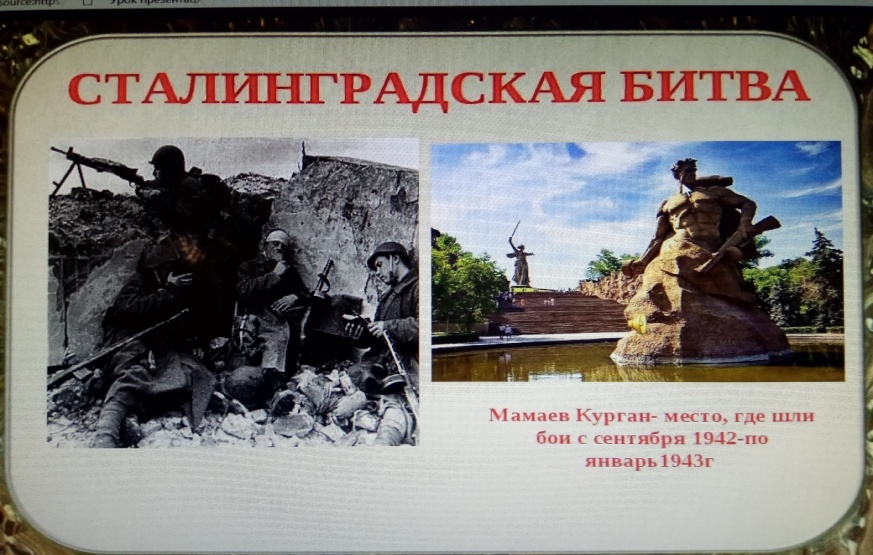 СТАЛИНГРАДСКАЯ БИТВА
Мамаев Курган- место, где шли
бои с сентября 1942-по
январь1943г